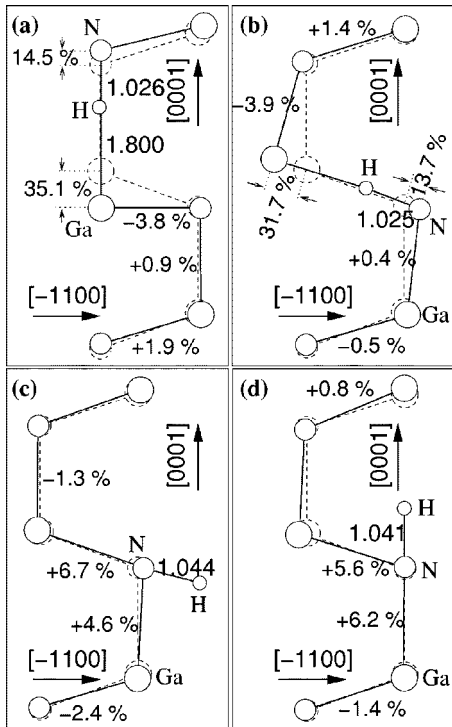 (a)
N
14.5 %
1.026
H
[0001]
1.800
35.1 %
Ga
−3.8 %
+0.9 %
[−1100]
+1.9 %
(b)
+1.4 %
−3.9 %
[0001]
H
13.7 %
31.7 %
1.025
N
+0.4 %
[−1100]
Ga
−0.5 %
(c)
[0001]
−1.3 %
N
1.044
+6.7 %
H
+4.6 %
[−1100]
Ga
−2.4 %
(d)
+0.8 %
[0001]
H
1.041
+5.6 %
N
+6.2 %
[−1100]
Ga
−1.4 %